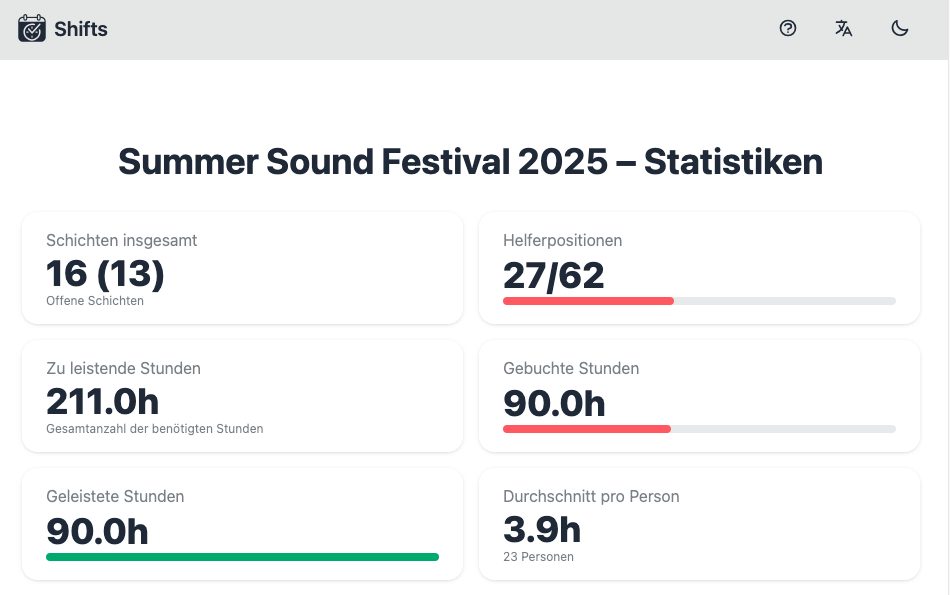 Shifts
Summer Sound Festival 2025 – Statistiken
Schichten insgesamt
16 (13)
Offene Schichten
Helferpositionen
27/62
Zu leistende Stunden
211.0h
Gesamtanzahl der benötigten Stunden
Gebuchte Stunden
90.0h
Geleistete Stunden
90.0h
Durchschnitt pro Person
3.9h
23 Personen